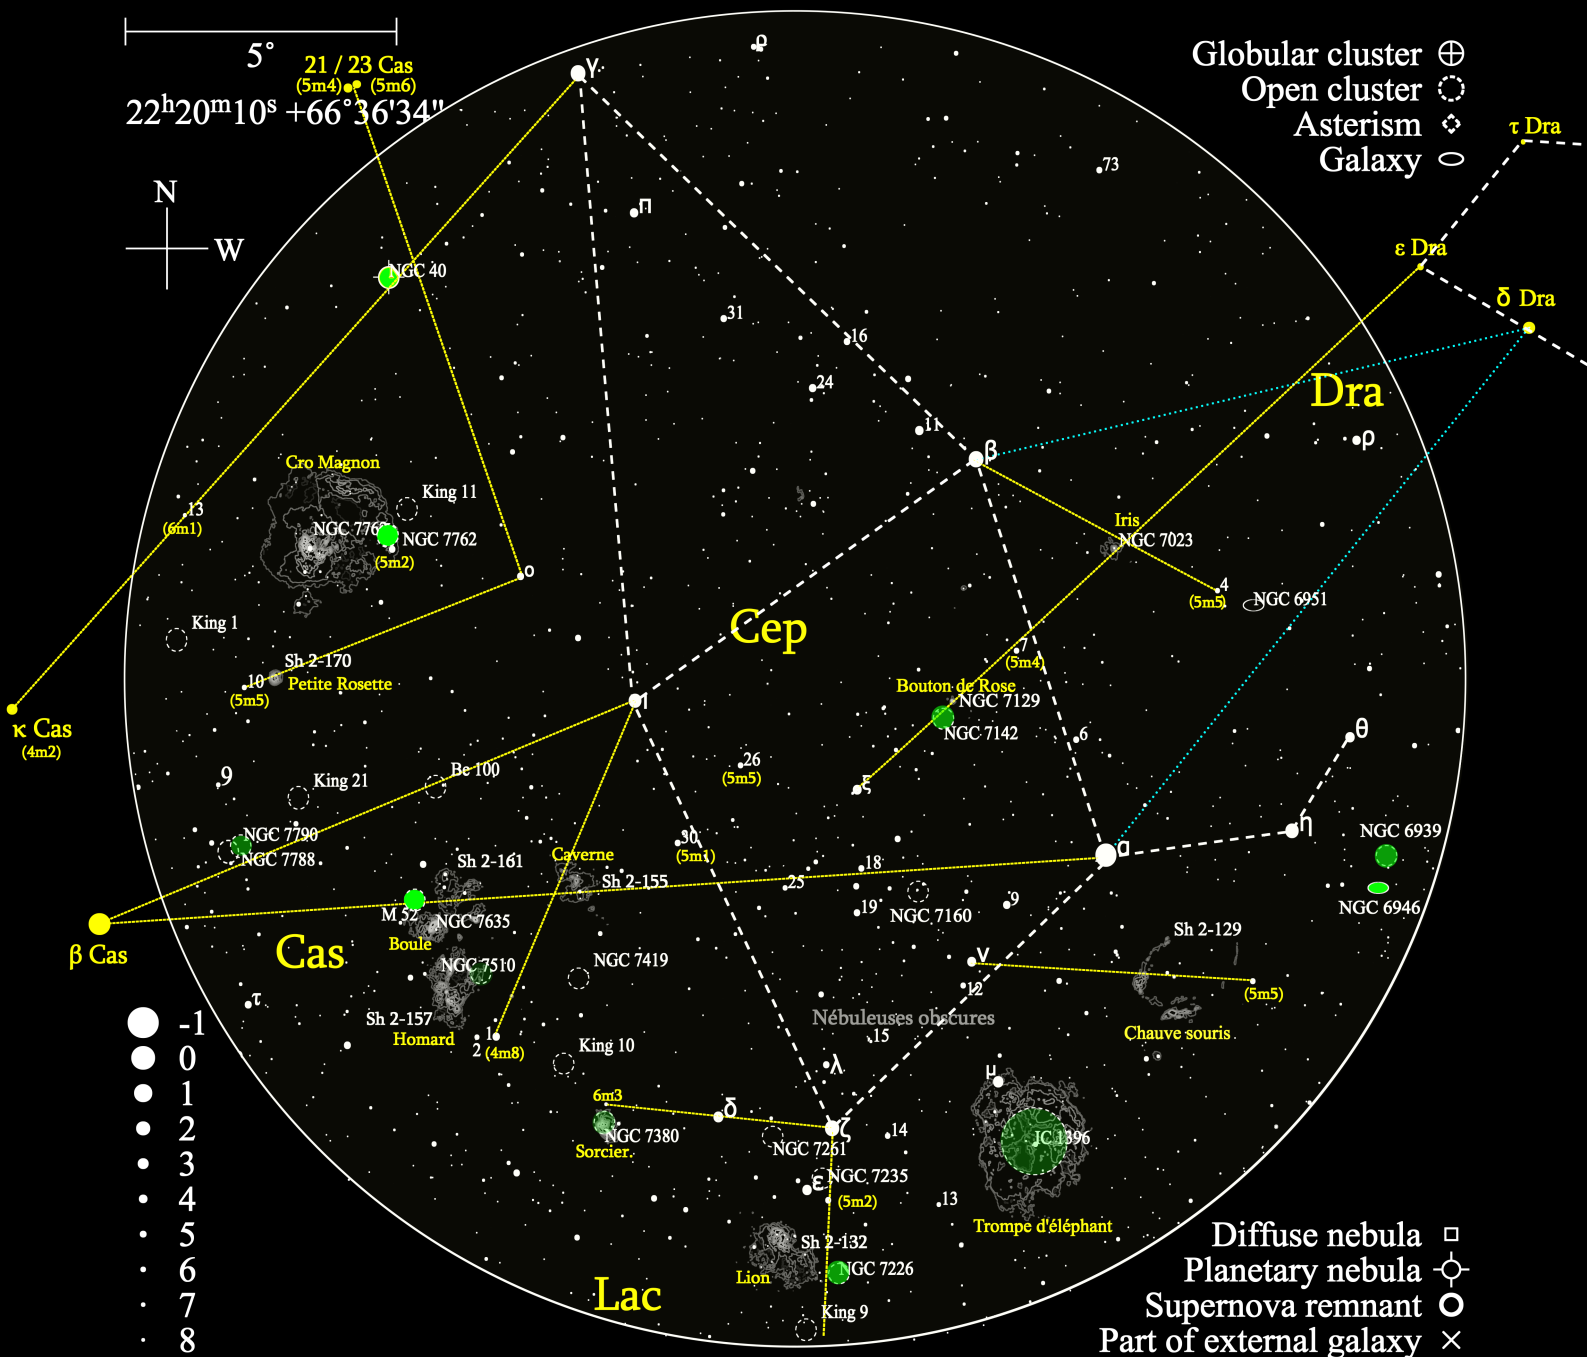 5°
21 / 23 Cas
(5m4) (5m6)
22h20m10s +66°36'34"
N
W
Globular cluster
Open cluster
Asterism
Galaxy
ρ
γ
73
π
τ Dra
ε Dra
δ Dra
NGC 40
31
16
24
Dra
11
β
ρ
Cro Magnon
King 11
13
(6m1)
NGC 7762
(5m2)
Iris
NGC 7023
ο
4
(5m5)
NGC 6951
King 1
Cep
Sh 2-170
10
Petite Rosette
(5m5)
7
(5m4)
Bouton de Rose
NGC 7129
NGC 7142
ι
κ Cas
(4m2)
6
θ
26
(5m5)
ξ
9
King 21
Be 100
NGC 7790
NGC 7788
30
(5m1)
η
NGC 6939
α
Sh 2-161
Caverne
Sh 2-155
18
25
19
NGC 7160
9
NGC 6946
M 52
NGC 7635
Boule
Sh 2-129
β Cas
Cas
NGC 7510
NGC 7419
ν
12
(5m5)
τ
Sh 2-157
Homard
1
2
(4m8)
Nébuleuses obscures
15
Chauve souris
King 10
λ
μ
6m3
δ
ζ
14
NGC 7380
Sorcier.
NGC 7261
IC 1396
NGC 7235
ε
(5m2)
13
Trompe d'éléphant
Sh 2-132
Lion
NGC 7226
Lac
King 9
-1
0
1
2
3
4
5
6
7
8
Diffuse nebula
Planetary nebula
Supernova remnant
Part of external galaxy